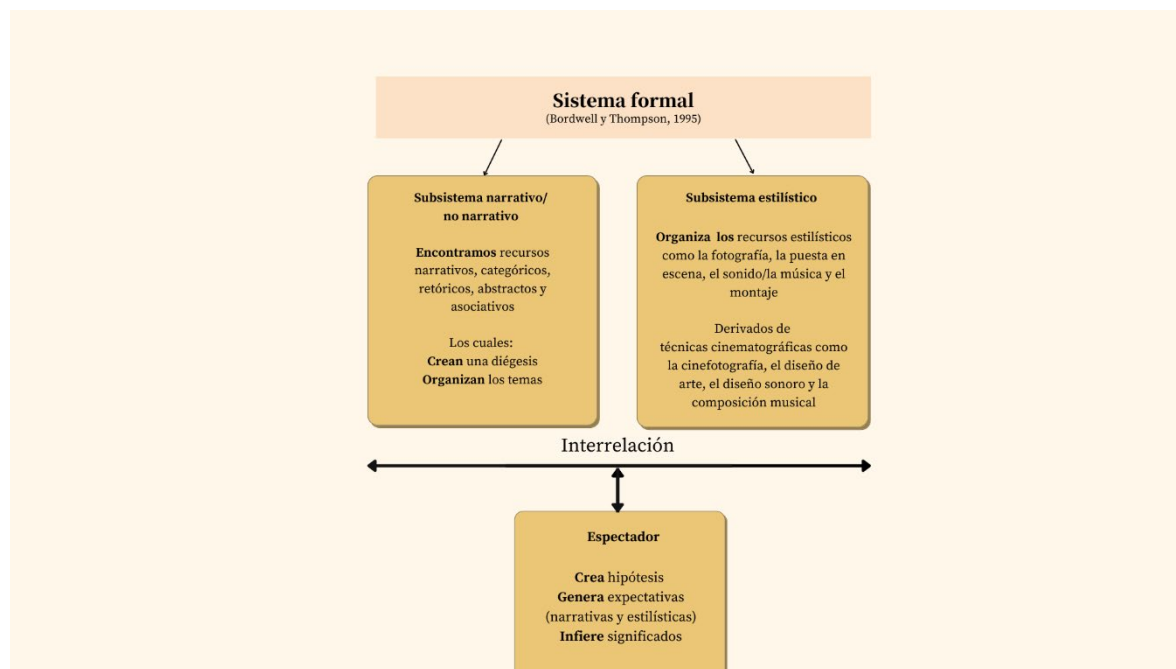 Sistema formal
(Bordwell y Thompson, 1995)
Subsistema narrativo/
no narrativo
Encontramos recursos
narrativos, categóricos,
retóricos, abstractos y
asociativos
Los cuales:
Crean una diégesis
Organizan los temas
Subsistema estilístico
Organiza los recursos estilísticos
como la fotografía, la puesta en
escena, el sonido/la música y el
montaje
Derivados de
técnicas cinematográficas como
la cinefotografía, el diseño de
arte, el diseño sonoro y la
composición musical
Interrelación
Espectador
Crea hipótesis
Genera expectativas
(narrativas y estilísticas)
Infiere significados